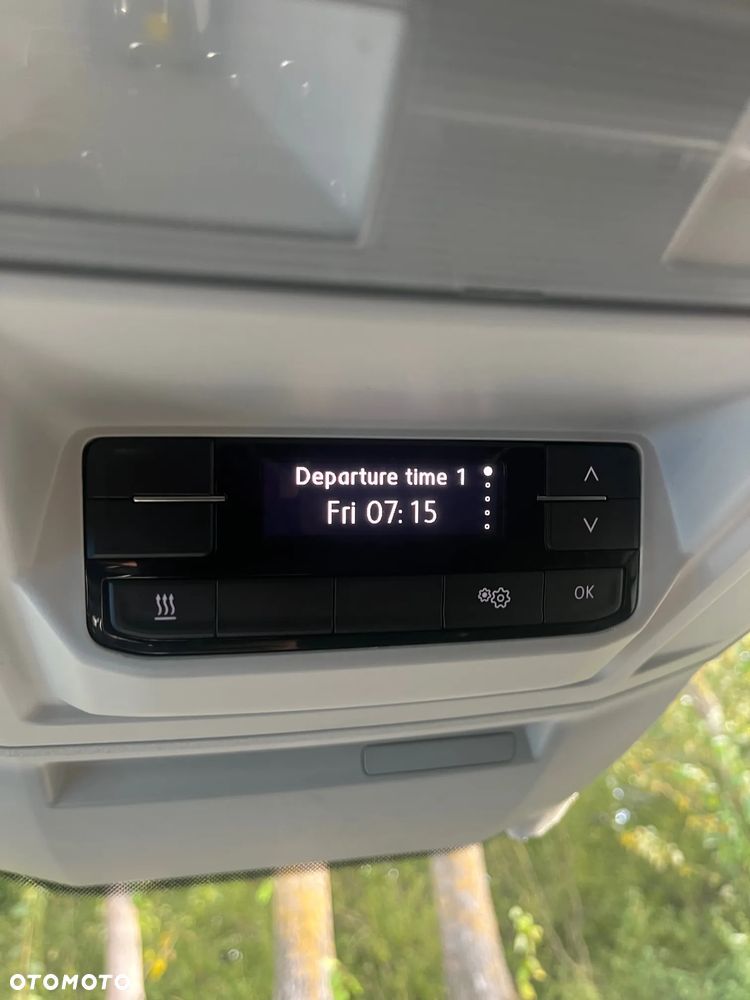 Departure time 1
Fri 07:15
OK
OTOMOTO